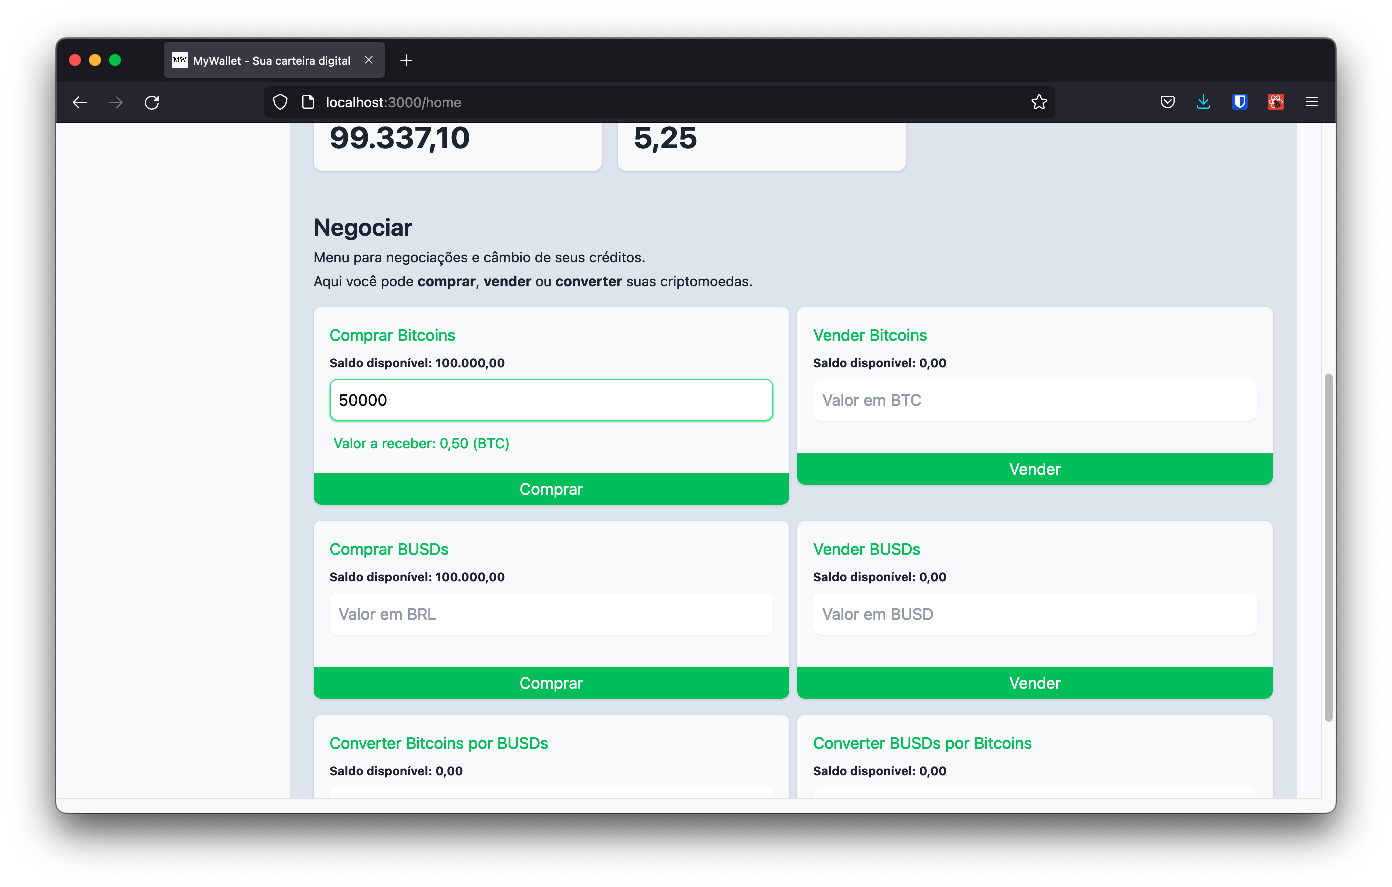 MW MyWallet - Sua carteira digital
localhost:3000/home
99.337,10
5,25
Negociar
Menu para negociações e câmbio de seus créditos.
Aqui você pode comprar, vender ou converter suas criptomoedas.
Comprar Bitcoins
Saldo disponível: 100.000,00
50000
Valor a receber: 0,50 (BTC)
Comprar
Vender Bitcoins
Saldo disponível: 0,00
Valor em BTC
Vender
Comprar BUSDs
Saldo disponível: 100.000,00
Valor em BRL
Comprar
Vender BUSDs
Saldo disponível: 0,00
Valor em BUSD
Vender
Converter Bitcoins por BUSDs
Saldo disponível: 0,00
Converter BUSDs por Bitcoins
Saldo disponível: 0,00